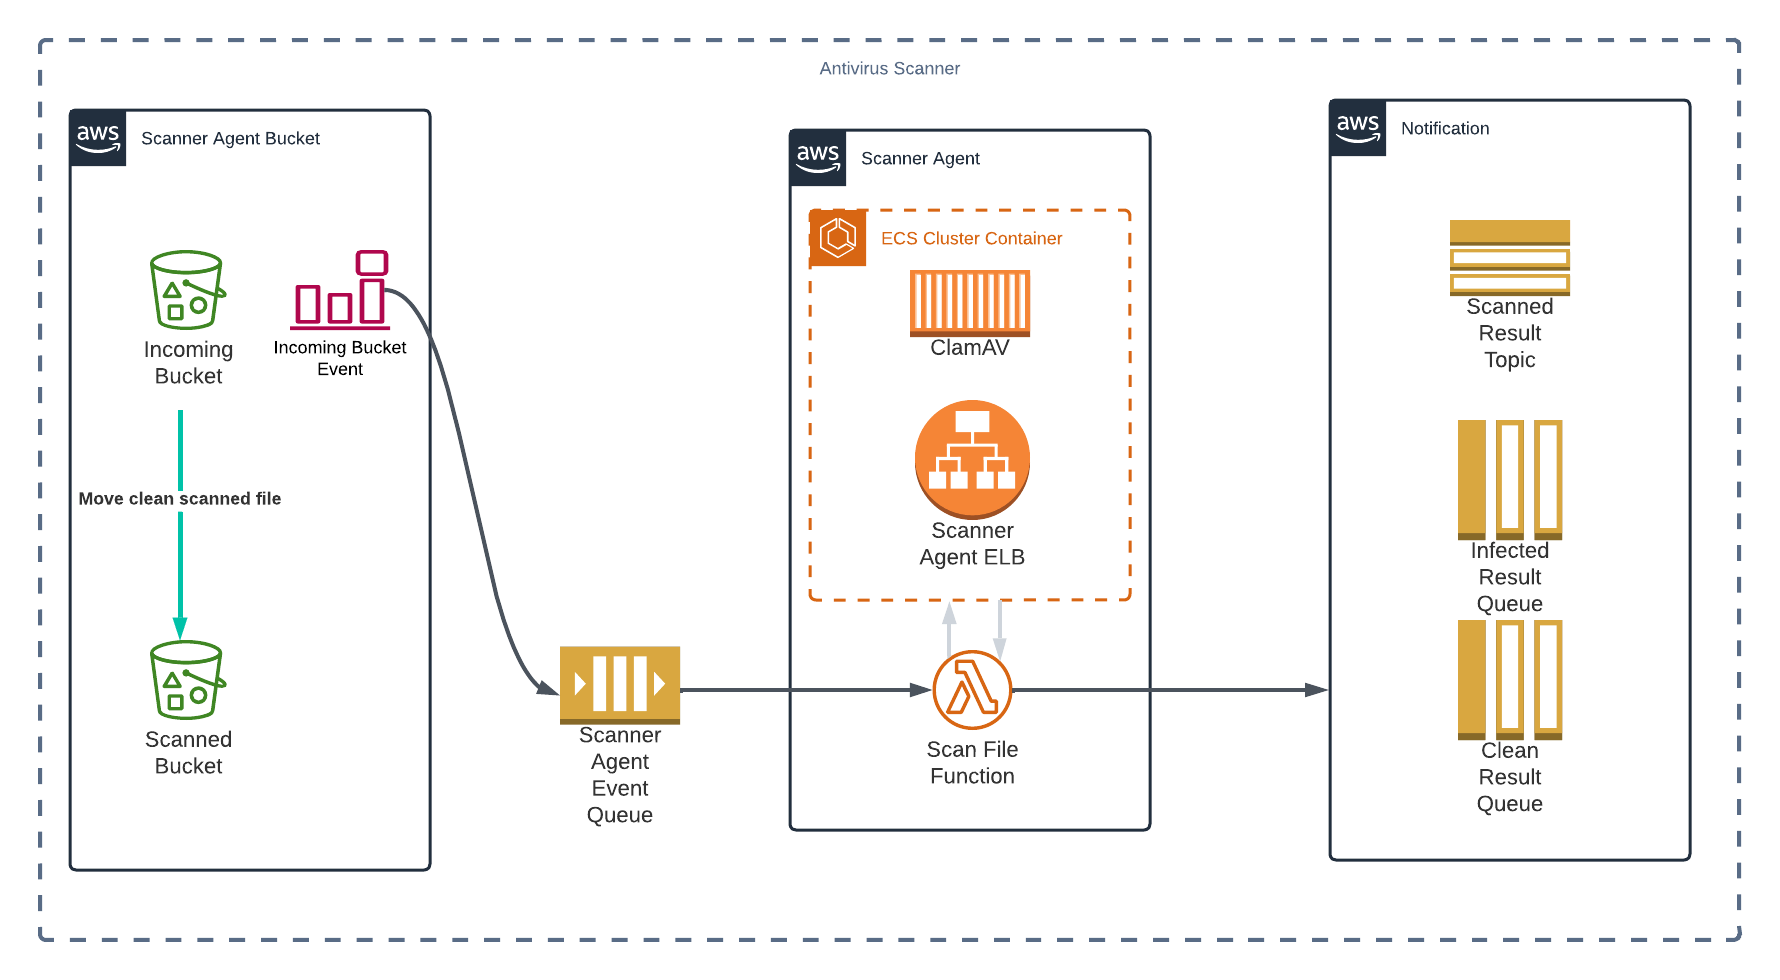 Antivirus Scanner
aws
Scanner Agent Bucket
Incoming
Bucket
Incoming Bucket
Event
Move clean scanned file
Scanned
Bucket
Scanner
Agent
Event
Queue
aws
Scanner Agent
ECS Cluster Container
ClamAV
Scanner
Agent ELB
Scan File
Function
aws
Notification
Scanned
Result
Topic
Infected
Result
Queue
Clean
Result
Queue